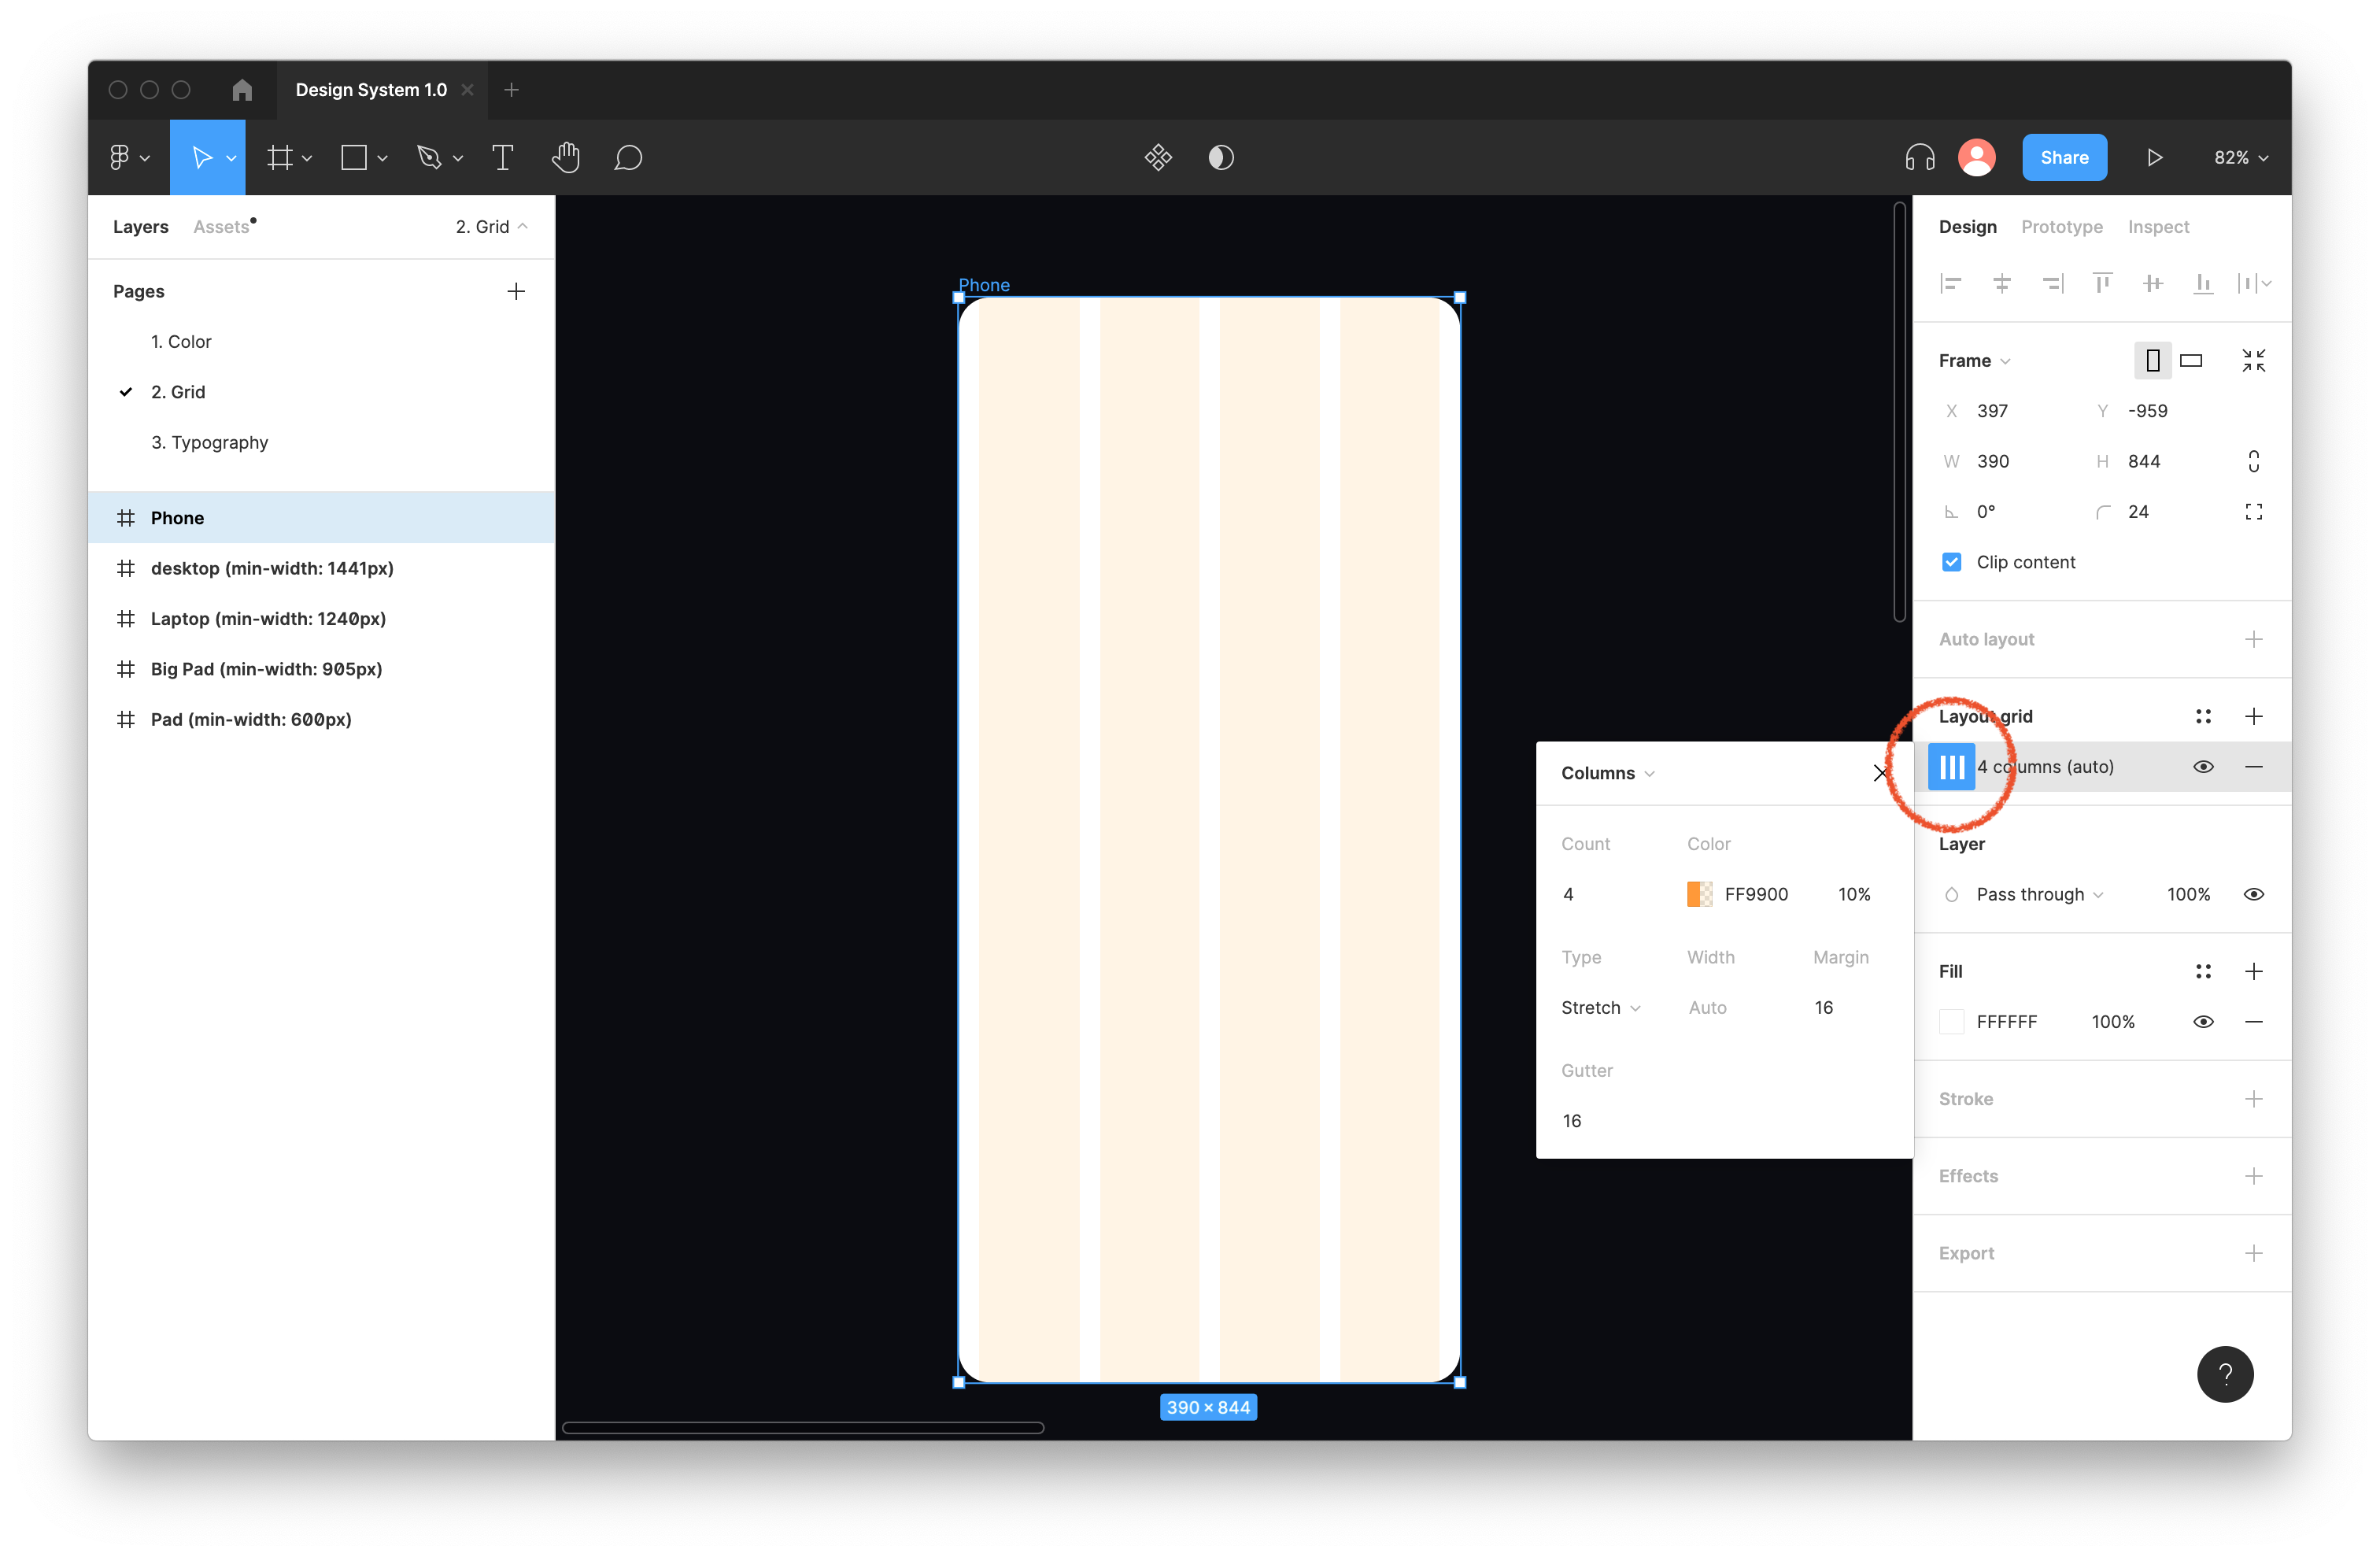 Design System 1.0
Share
82%
Layers
Assets
2. Grid
Pages
1. Color
2. Grid
3. Typography
Phone
desktop (min-width: 1441px)
Laptop (min-width: 1240px)
Big Pad (min-width: 905px)
Pad (min-width: 600px)
Phone
390 × 844
Columns
Count
Color
4
FF9900
10%
Type
Width
Margin
Stretch
Auto
16
Gutter
16
Design
Prototype
Inspect
Frame
X 397
Y -959
W 390
H 844
0°
24
Clip content
Auto layout
Layout grid
4 columns (auto)
Layer
Pass through
100%
Fill
FFFFFF
100%
Stroke
Effects
Export
?